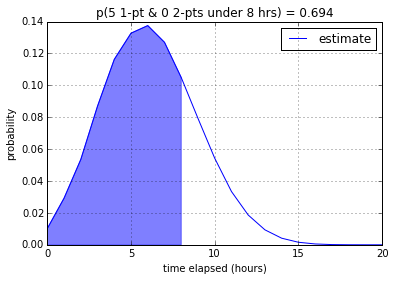 p(5 1-pt & 0 2-pts under 8 hrs) = 0.694
estimate
0.14
0.12
0.10
0.08
0.06
0.04
0.02
0.00
probability
0 5 10 15 20
time elapsed (hours)